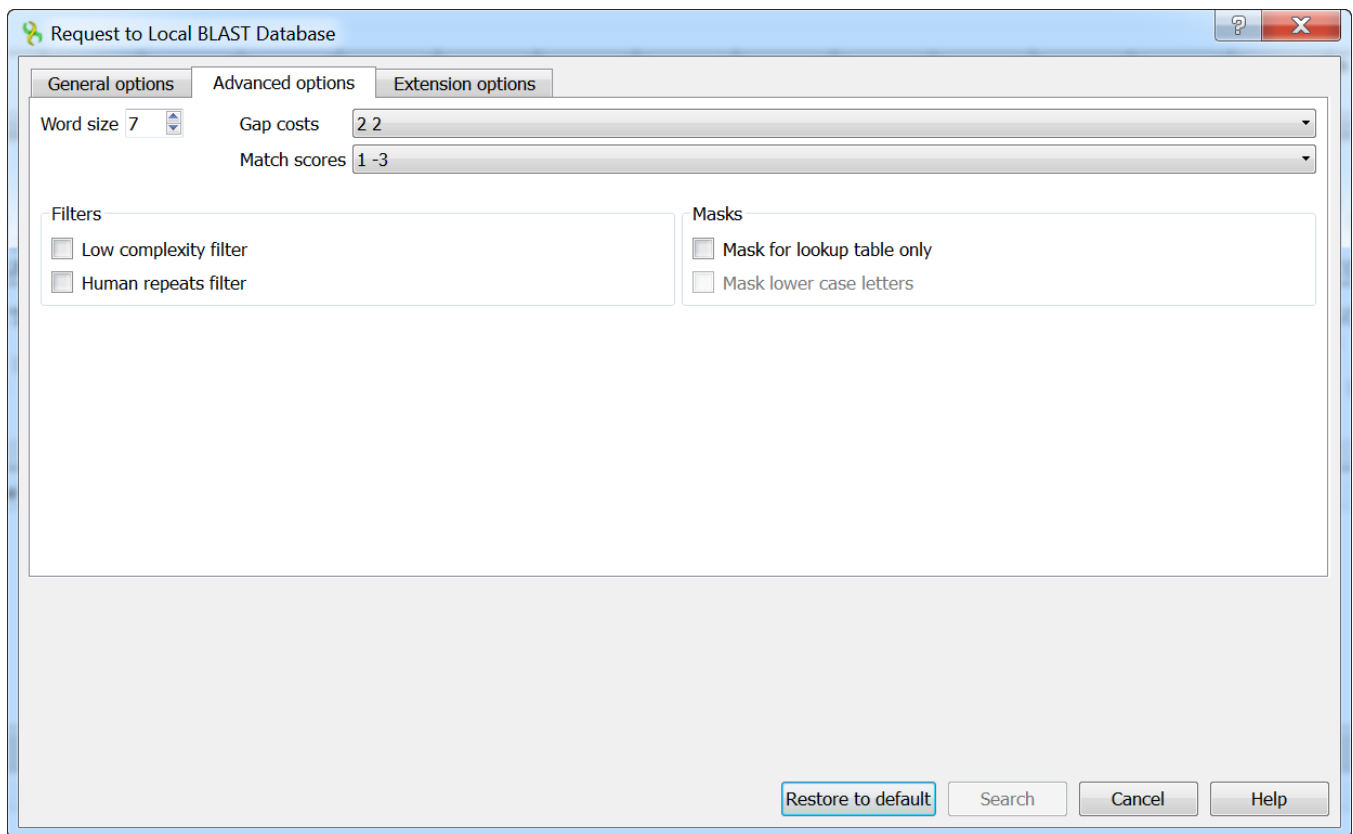 Request to Local BLAST Database
General options Advanced options Extension options
Word size 7 Gap costs 2 2
Match scores 1 -3
Filters Masks
Low complexity filter Mask for lookup table only
Human repeats filter Mask lower case letters
Restore to default Search Cancel Help